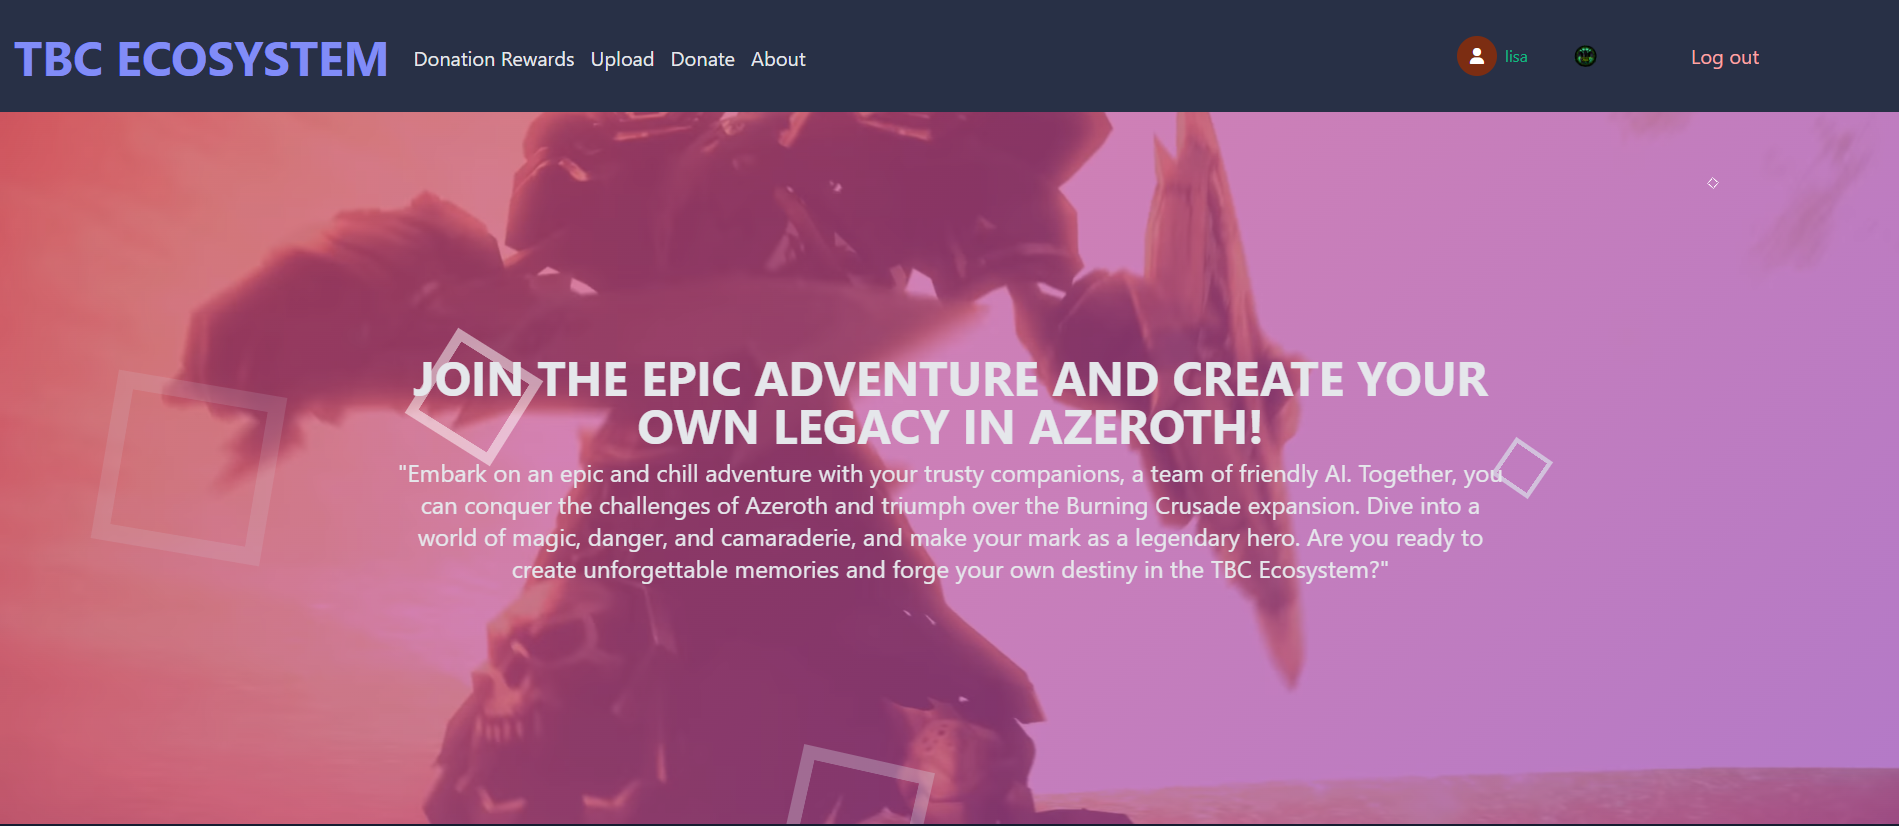 TBC ECOSYSTEM Donation Rewards Upload Donate About lisa Log out
JOIN THE EPIC ADVENTURE AND CREATE YOUR
OWN LEGACY IN AZEROTH!
"Embark on an epic and chill adventure with your trusty companions, a team of friendly AI. Together, you
can conquer the challenges of Azeroth and triumph over the Burning Crusade expansion. Dive into a
world of magic, danger, and camaraderie, and make your mark as a legendary hero. Are you ready to
create unforgettable memories and forge your own destiny in the TBC Ecosystem?"